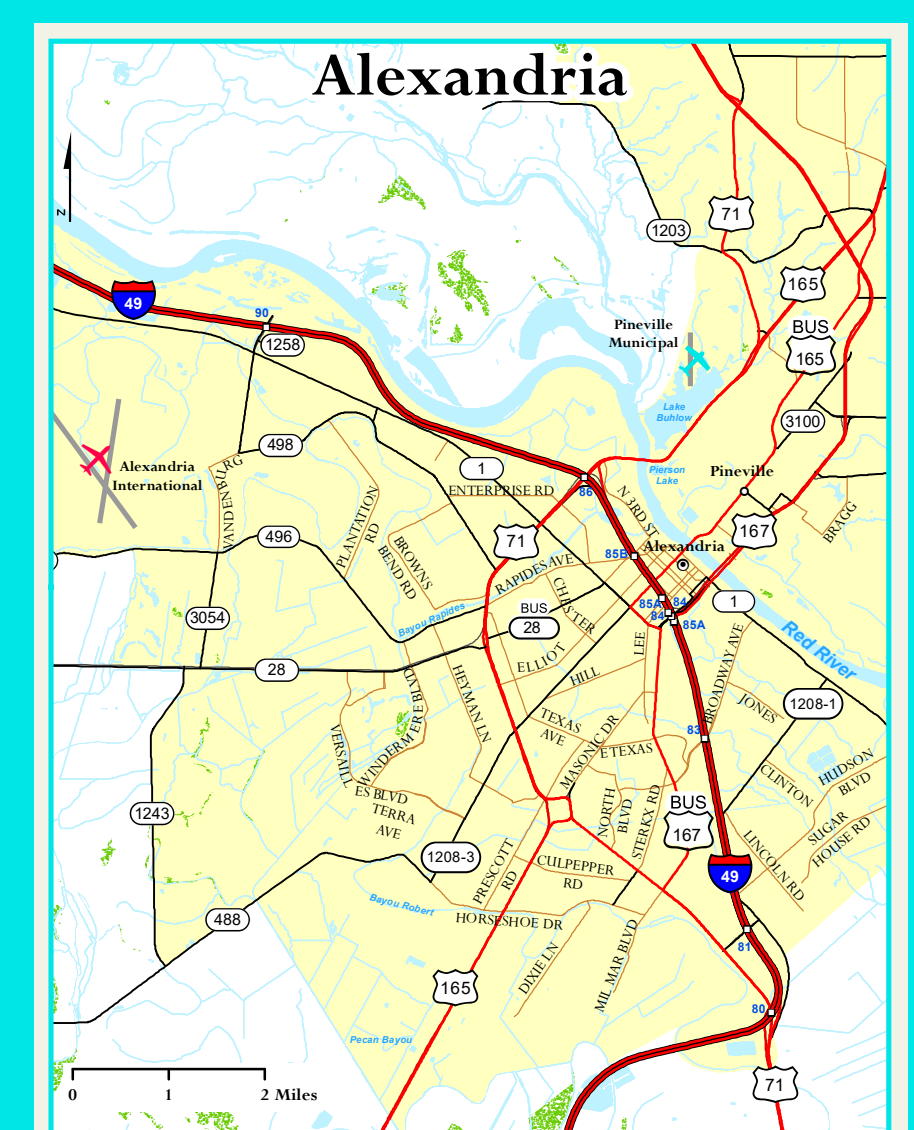 Alexandria
N
1203
71
165
BUS
165
49
90
1258
Pineville
Municipal
Lake
Buhlow
3100
498
1
Pierson
Lake
Pineville
Alexandria
International
VANDENBURG
ENTERPRISE RD
86
N 3RD ST
167
BRAGG
PLANTATION
RD
496
71
BROWNS
BEND RD
85B
Alexandria
RAPIDES AVE
CHESTER
3054
Bayou Rapides
BUS
28
85A
84
84
85A
1
Red River
28
ELLIOT
LEE
HILL
BROADWAY AVE
HEYMAN LN
WINDERMERE BLVD
VERSAILL
ES BLVD
TERRA
AVE
TEXAS
AVE
MASONIC DR
E TEXAS
JONES
1208-1
83
CLINTON
HUDSON
BLVD
NORTH
BLVD
STERKX RD
BUS
167
SUGAR
HOUSE RD
LINCOLN RD
1243
1208-3
PRESCOTT
RD
CULPEPPER
RD
49
488
Bayou Robert
HORSESHOE DR
DIXIE LN
MIL MAR BLVD
81
165
80
Pecan Bayou
71
0 1 2 Miles